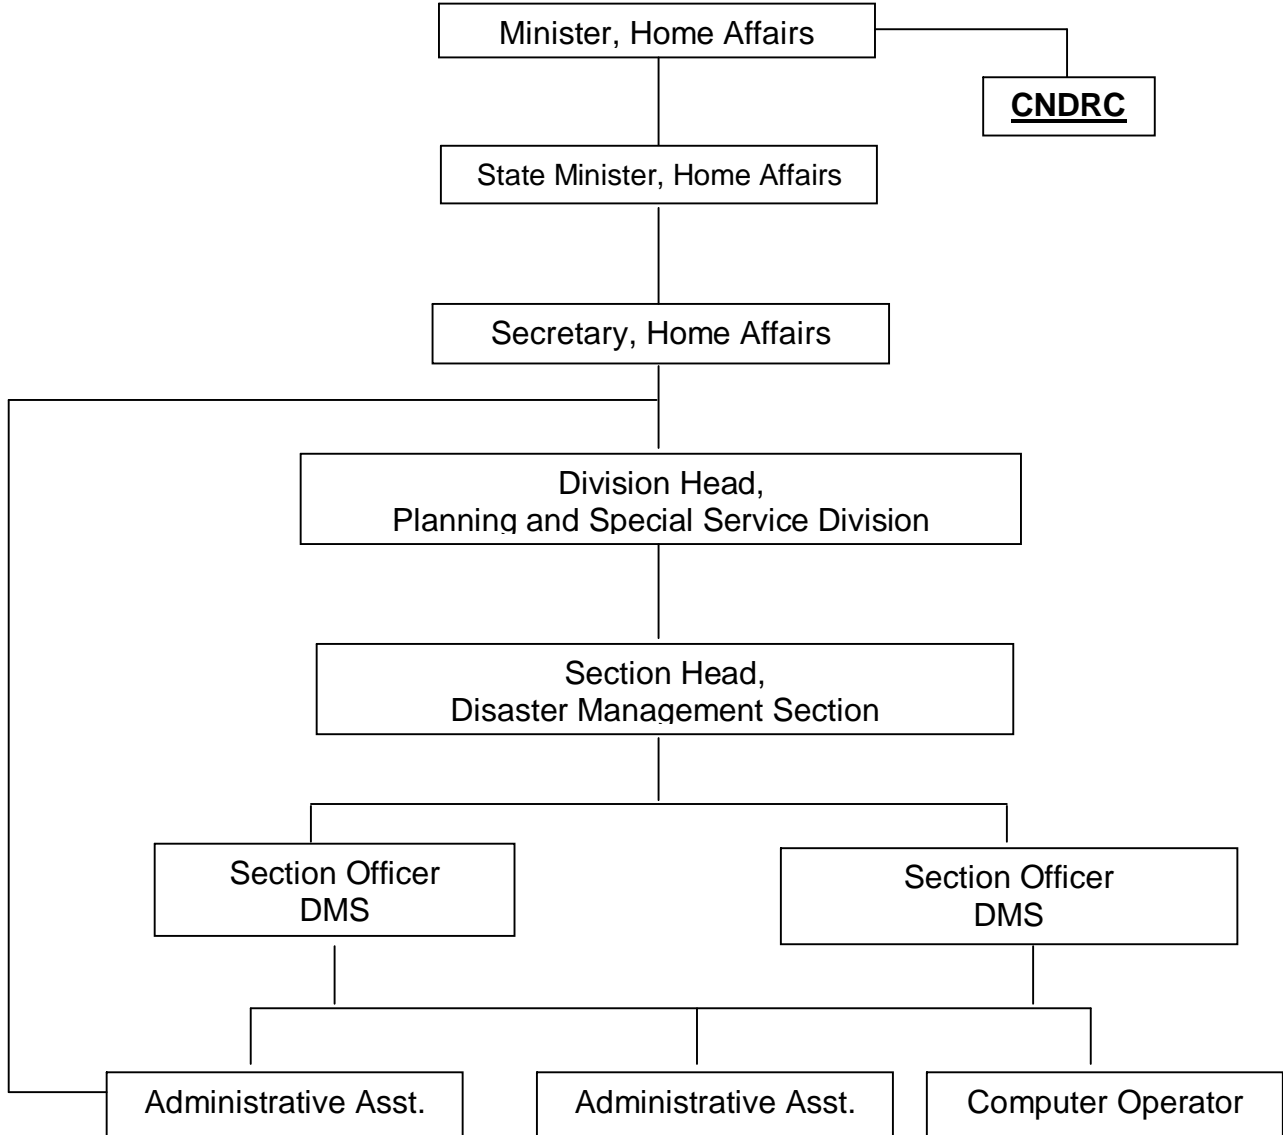 Minister, Home Affairs
CNDRC
State Minister, Home Affairs
Secretary, Home Affairs
Division Head,
Planning and Special Service Division
Section Head,
Disaster Management Section
Section Officer
DMS
Section Officer
DMS
Administrative Asst.
Administrative Asst.
Computer Operator